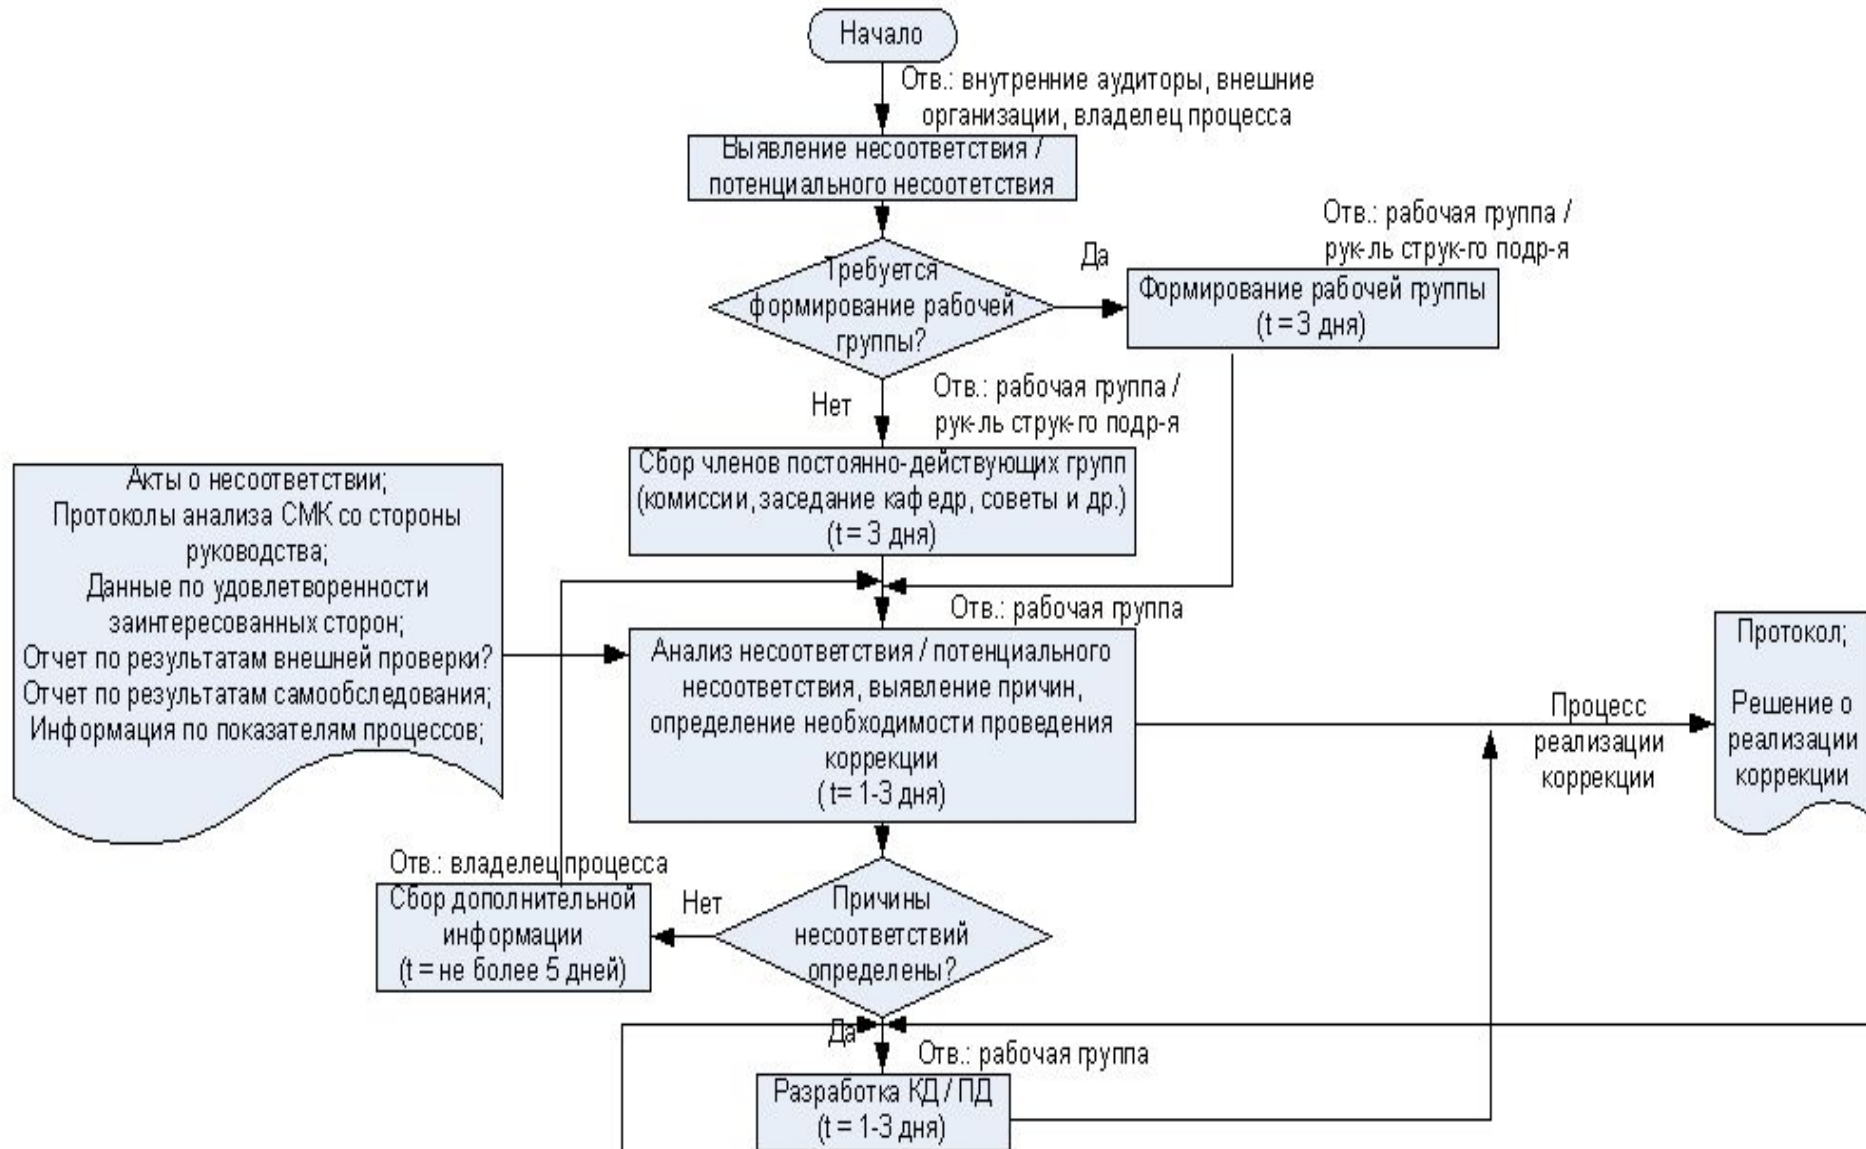 Начало
Отв.: внутренние аудиторы, внешние
организации, владелец процесса
Выявление несоответствия /
потенциального несоотетствия
Требуется
формирование рабочей
группы?
Да
Отв.: рабочая группа /
рук-ль струк-го подр-я
Формирование рабочей группы
(t = 3 дня)
Нет
Отв.: рабочая группа /
рук-ль струк-го подр-я
Сбор членов постоянно-действующих групп
(комиссии, заседание кафедр, советы и др.)
(t = 3 дня)
Акты о несоответствии;
Протоколы анализа СМК со стороны
руководства;
Данные по удовлетворенности
заинтересованных сторон;
Отчет по результатам внешней проверки?
Отчет по результатам самообследования;
Информация по показателям процессов;
Отв.: рабочая группа
Анализ несоответствия / потенциального
несоответствия, выявление причин,
определение необходимости проведения
коррекции
( t= 1-3 дня)
Процесс
реализации
коррекции
Протокол;
Решение о
реализации
коррекции
Отв.: владелец процесса
Сбор дополнительной
информации
(t = не более 5 дней)
Нет
Причины
несоответствий
определены?
Да
Отв.: рабочая группа
Разработка КД / ПД
(t = 1-3 дня)